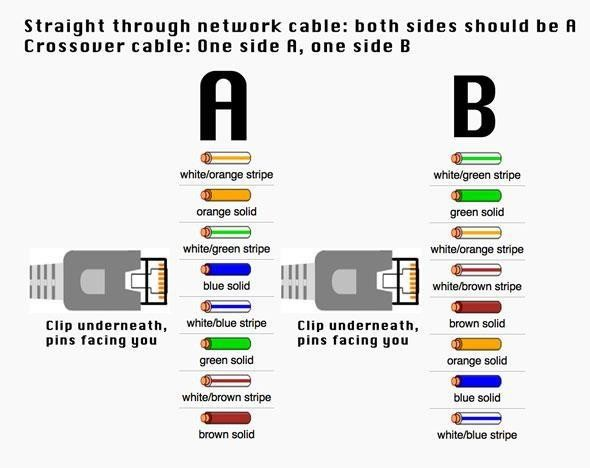 Straight through network cable: both sides should be A
Crossover cable: One side A, one side B
A
white/orange stripe
orange solid
white/green stripe
blue solid
white/blue stripe
green solid
white/brown stripe
brown solid
Clip underneath,
pins facing you
B
white/green stripe
green solid
white/orange stripe
white/brown stripe
brown solid
orange solid
blue solid
white/blue stripe
Clip underneath,
pins facing you